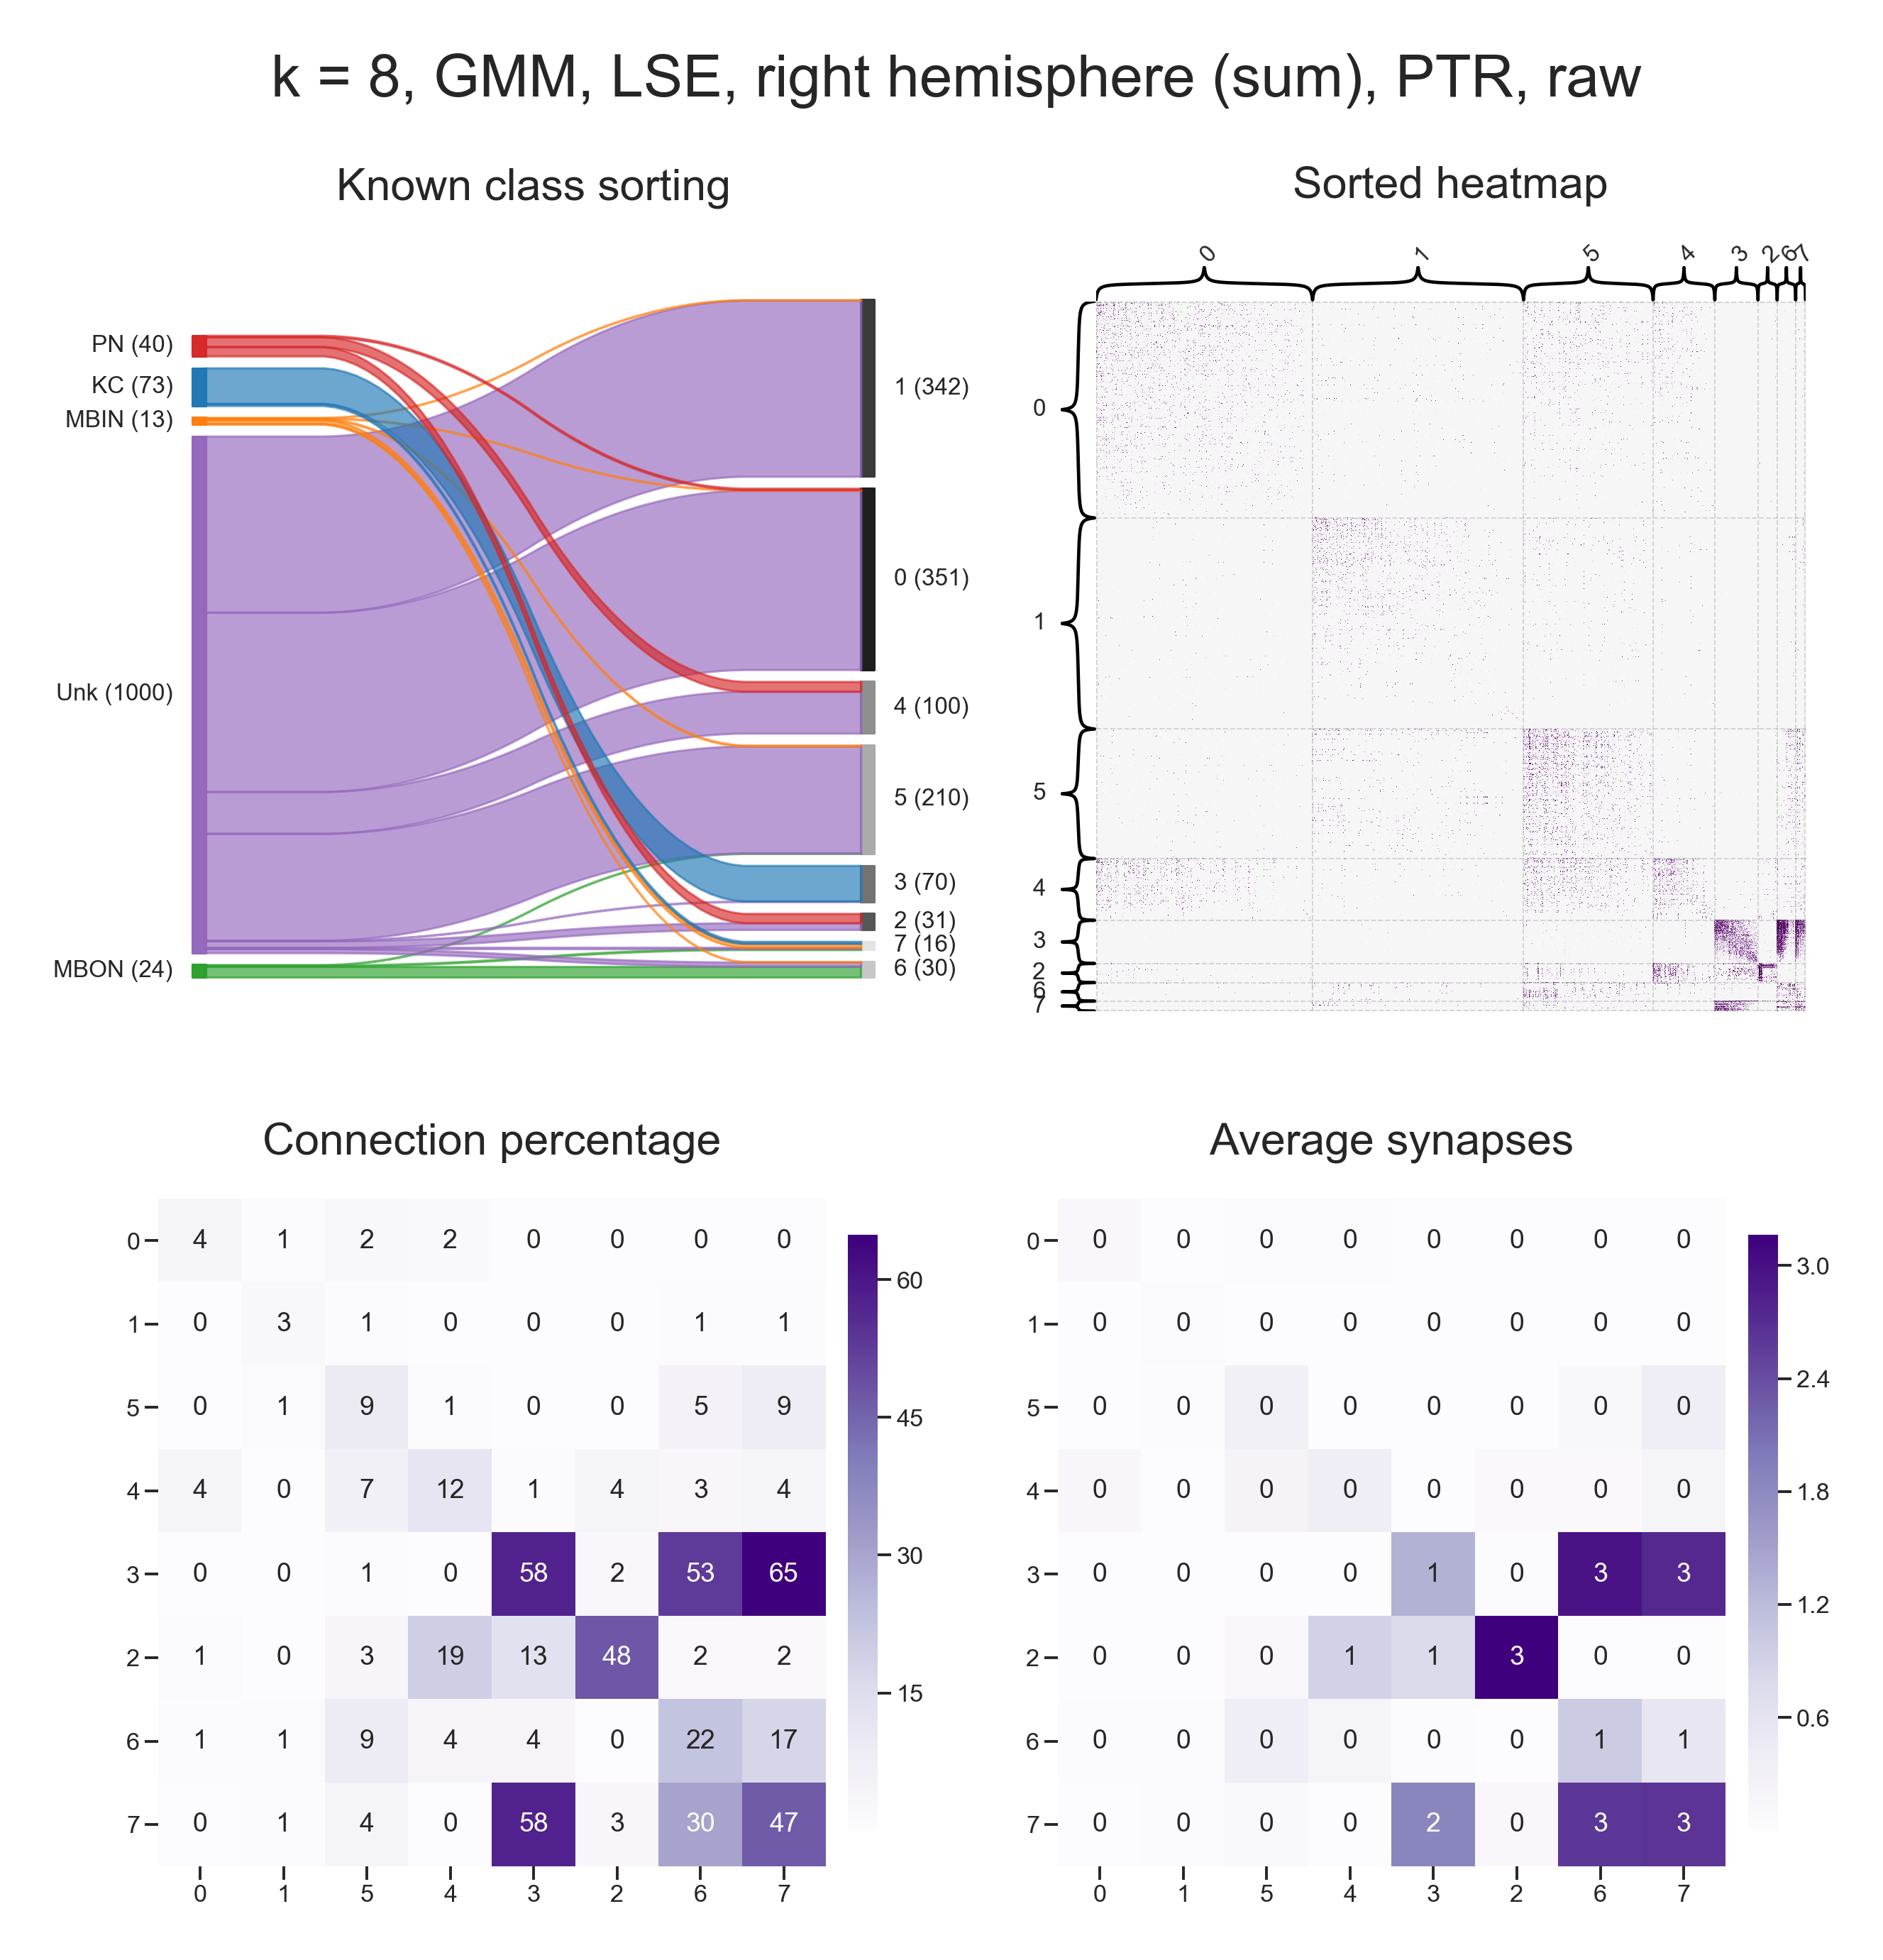 k = 8, GMM, LSE, right hemisphere (sum), PTR, raw
Known class sorting
PN (40)
KC (73)
MBIN (13)
Unk (1000)
MBON (24)
1 (342)
0 (351)
4 (100)
5 (210)
3 (70)
2 (31)
7 (16)
6 (30)
Sorted heatmap
0 1 5 4 3 2 6 7
0
1
5
4
3
2
6
7
Connection percentage
0 4 1 2 2 0 0 0 0
1 0 3 1 0 0 0 1 1
5 0 1 9 1 0 0 5 9
4 4 0 7 12 1 4 3 4
3 0 0 1 0 58 2 53 65
2 1 0 3 19 13 48 2 2
6 1 1 9 4 4 0 22 17
7 0 1 4 0 58 3 30 47
0 1 5 4 3 2 6 7
60
45
30
15
Average synapses
0 0 0 0 0 0 0 0 0
1 0 0 0 0 0 0 0 0
5 0 0 0 0 0 0 0 0
4 0 0 0 0 0 0 0 0
3 0 0 0 0 1 0 3 3
2 0 0 0 1 1 3 0 0
6 0 0 0 0 0 0 1 1
7 0 0 0 0 2 0 3 3
0 1 5 4 3 2 6 7
3.0
2.4
1.8
1.2
0.6